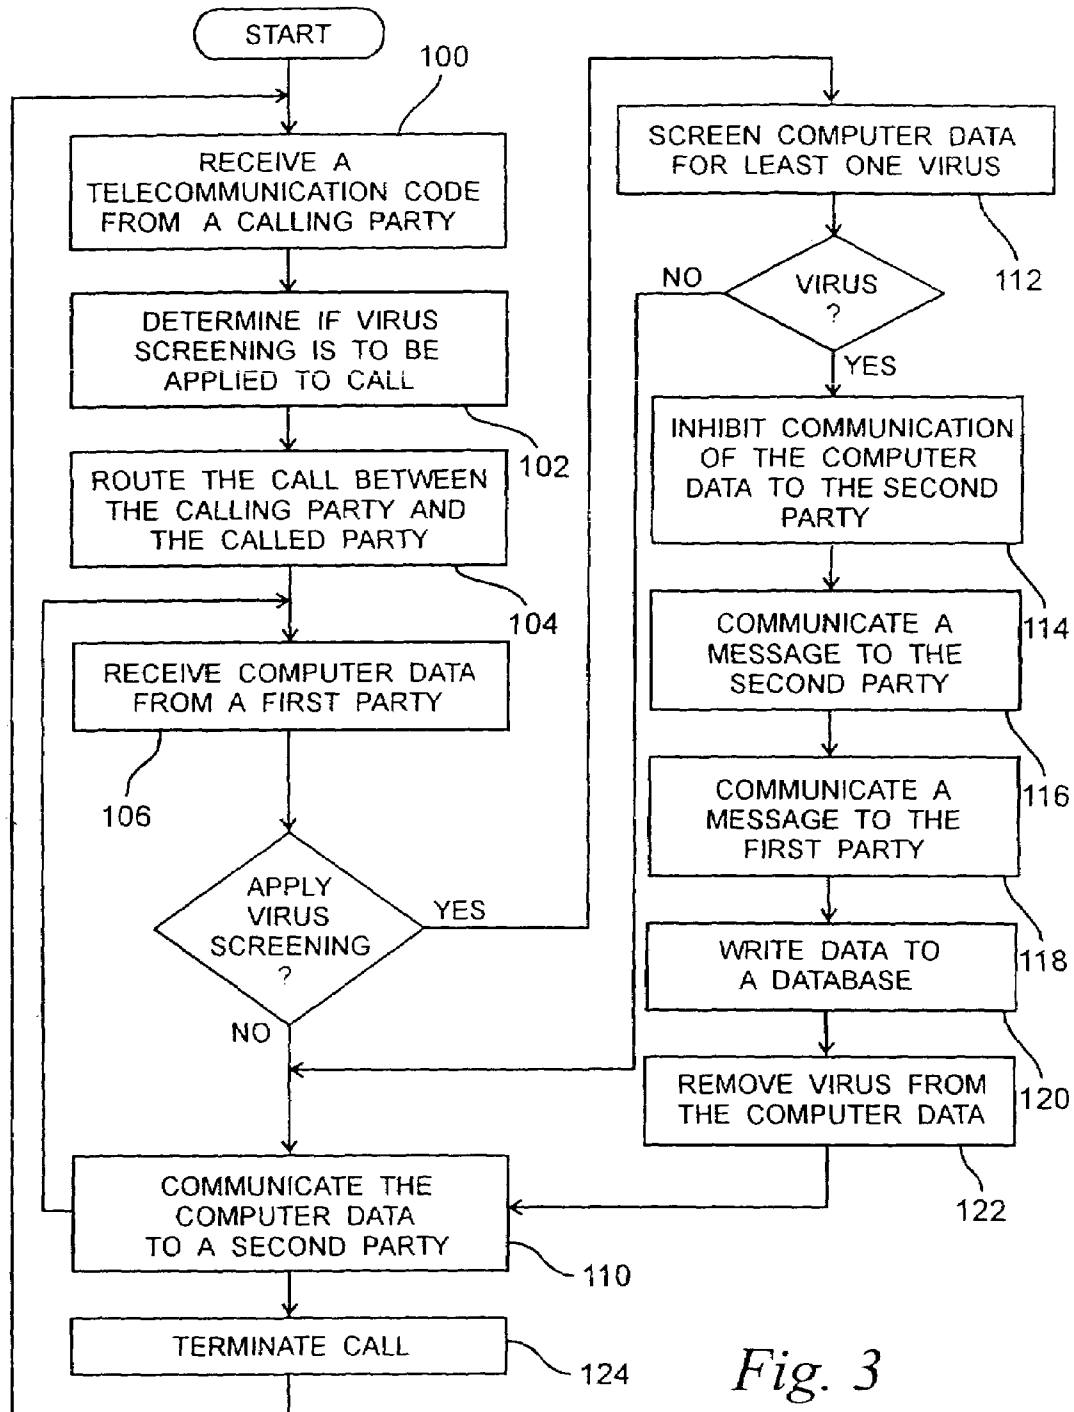 START
100
RECEIVE A
TELECOMMUNICATION CODE
FROM A CALLING PARTY
DETERMINE IF VIRUS
SCREENING IS TO BE
APPLIED TO CALL
102
ROUTE THE CALL BETWEEN
THE CALLING PARTY AND
THE CALLED PARTY
104
RECEIVE COMPUTER DATA
FROM A FIRST PARTY
106
APPLY
VIRUS
SCREENING
?
YES
NO
SCREEN COMPUTER DATA
FOR LEAST ONE VIRUS
112
VIRUS
?
NO
YES
INHIBIT COMMUNICATION
OF THE COMPUTER
DATA TO THE SECOND
PARTY
114
COMMUNICATE A
MESSAGE TO THE
SECOND PARTY
116
COMMUNICATE A
MESSAGE TO THE
FIRST PARTY
118
WRITE DATA TO
A DATABASE
120
REMOVE VIRUS FROM
THE COMPUTER DATA
122
COMMUNICATE THE
COMPUTER DATA
TO A SECOND PARTY
110
TERMINATE CALL
124
Fig. 3